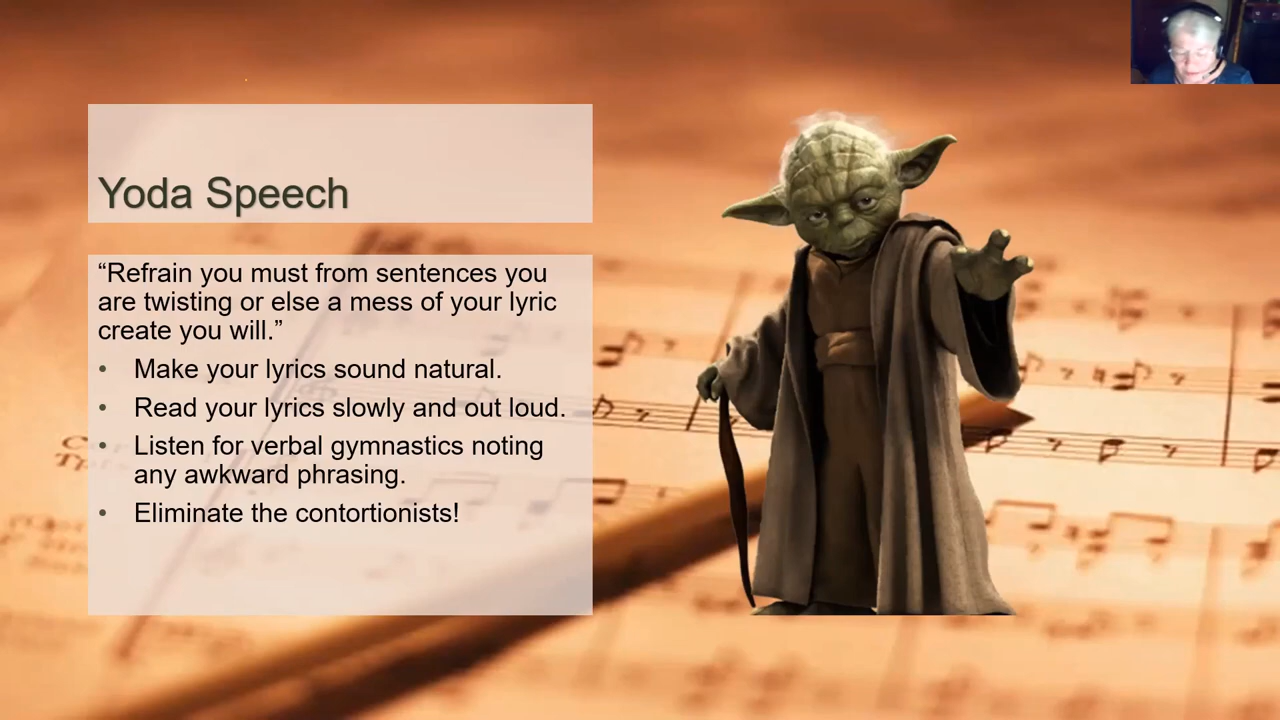 Yoda Speech
“Refrain you must from sentences you
are twisting or else a mess of your lyric
create you will.”
• Make your lyrics sound natural.
• Read your lyrics slowly and out loud.
• Listen for verbal gymnastics noting
any awkward phrasing.
• Eliminate the contortionists!